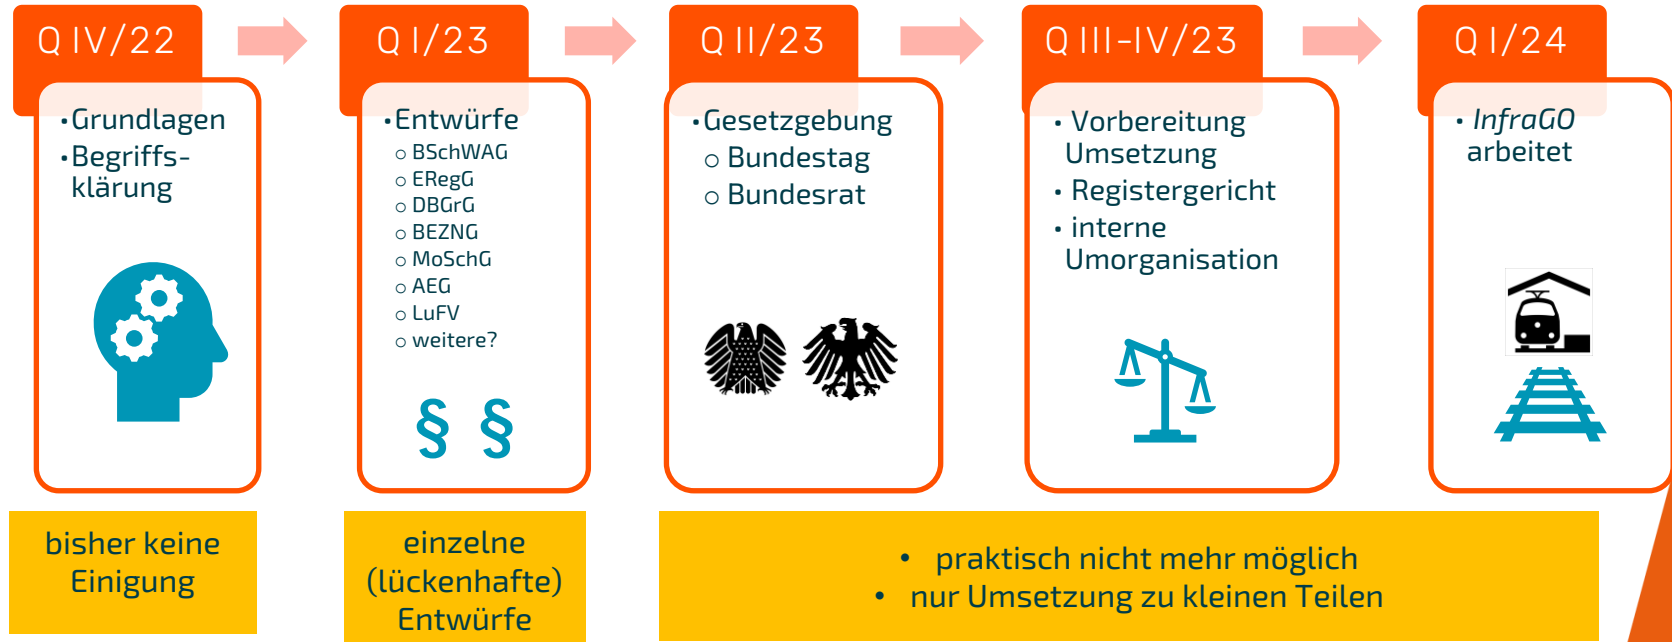 Q IV/22
Q I/23
Q II/23
Q III-IV/23
Q I/24
•Grundlagen
•Begriffs-
klärung
•Entwürfe
o BSchWAG
o ERegG
o DBGrG
o BEZNG
o MoSchG
o AEG
o LuFV
o weitere?
§ §
•Gesetzgebung
o Bundestag
o Bundesrat
• Vorbereitung
Umsetzung
• Registergericht
• interne
Umorganisation
• InfraGO
arbeitet
bisher keine
Einigung
einzelne
(lückenhafte)
Entwürfe
• praktisch nicht mehr möglich
• nur Umsetzung zu kleinen Teilen